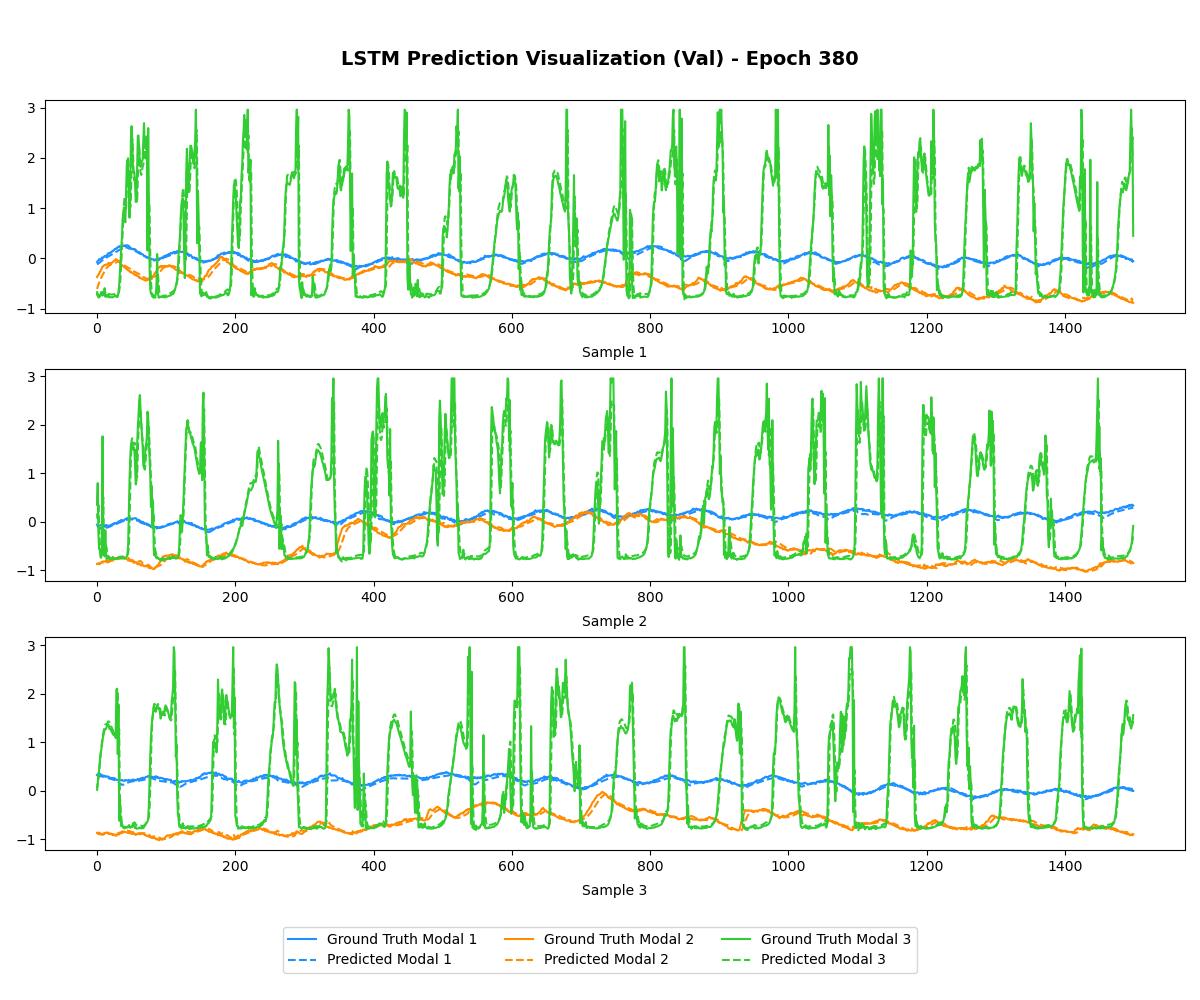 LSTM Prediction Visualization (Val) - Epoch 380
3
2
1
0
−1
0 200 400 600 800 1000 1200 1400
Sample 1
3
2
1
0
−1
0 200 400 600 800 1000 1200 1400
Sample 2
3
2
1
0
−1
0 200 400 600 800 1000 1200 1400
Sample 3
Ground Truth Modal 1 Ground Truth Modal 2 Ground Truth Modal 3
Predicted Modal 1 Predicted Modal 2 Predicted Modal 3